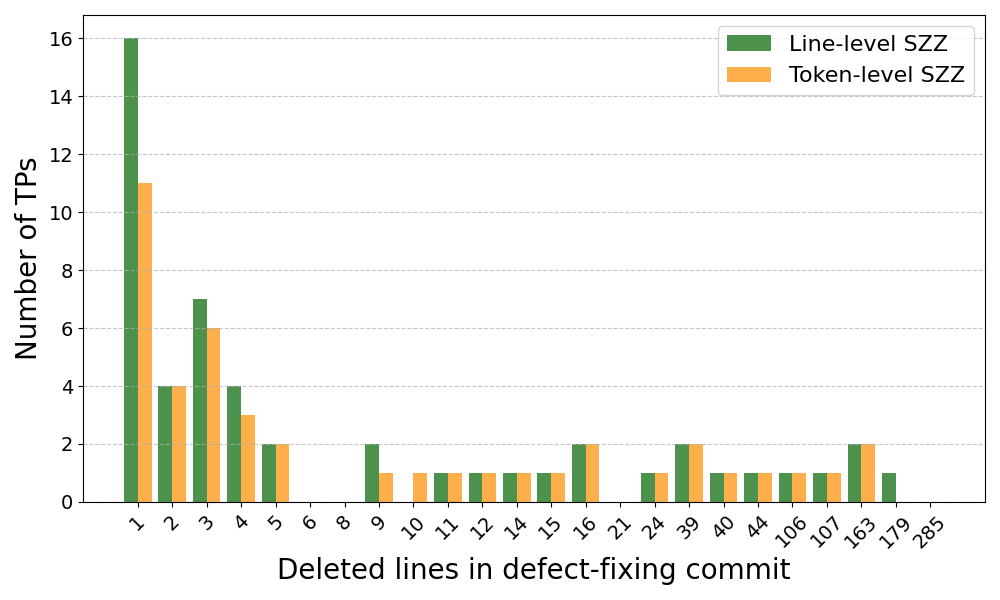 Number of TPs
16
14
12
10
8
6
4
2
0
Line-level SZZ
Token-level SZZ
1 2 3 4 5 6 8 9 10 11 12 14 15 16 21 24 39 40 44 106 107 163 179 285
Deleted lines in defect-fixing commit